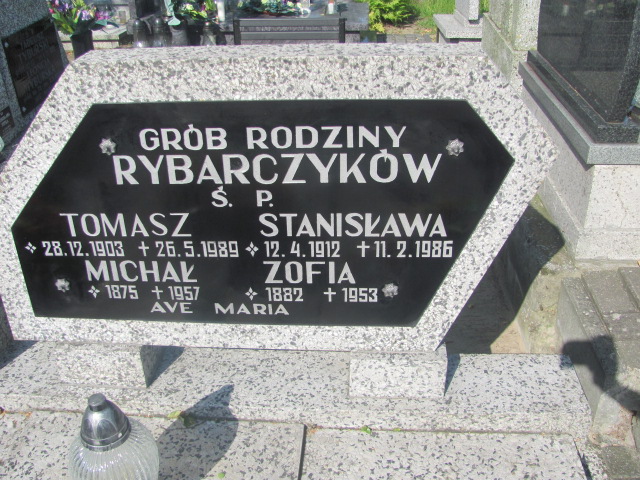 GRÓB RODZINY
RYBARCZYKÓW
Ś. P.
TOMASZ STANISŁAWA
28.12.1903 + 26.5.1989 12.4.1912 + 11.2.1986
MICHAŁ ZOFIA
1875 + 1957 1882 + 1953
AVE MARIA